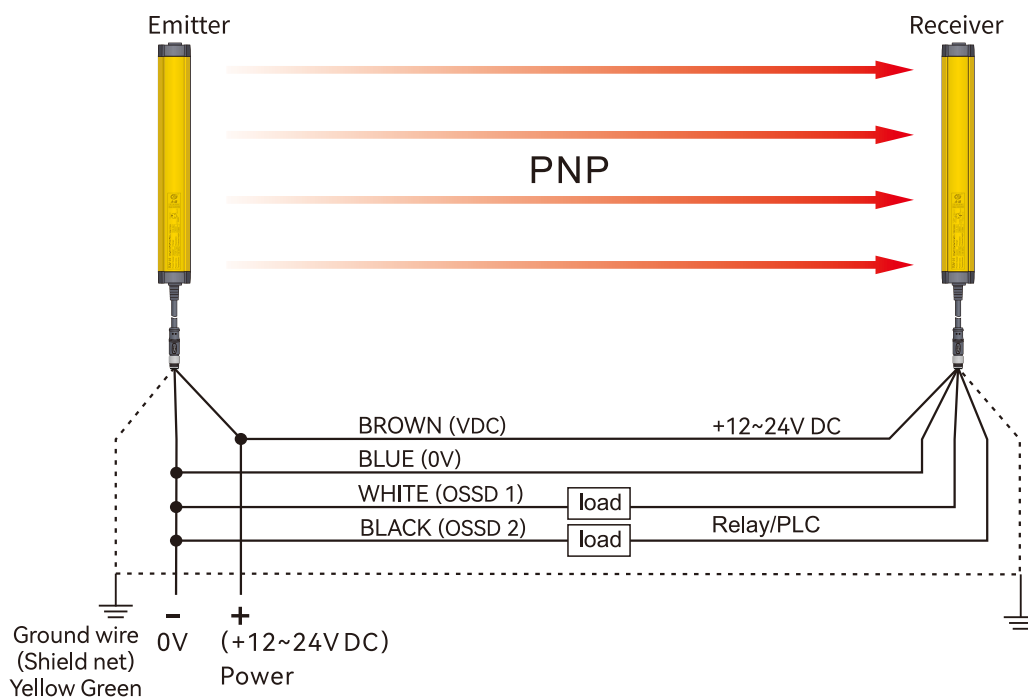 Emitter
Receiver
PNP
BROWN (VDC)
+12~24V DC
BLUE (0V)
WHITE (OSSD 1)
load
BLACK (OSSD 2)
load
Relay/PLC
- +
Ground wire
(Shield net)
Yellow Green
0V
(+12~24V DC)
Power